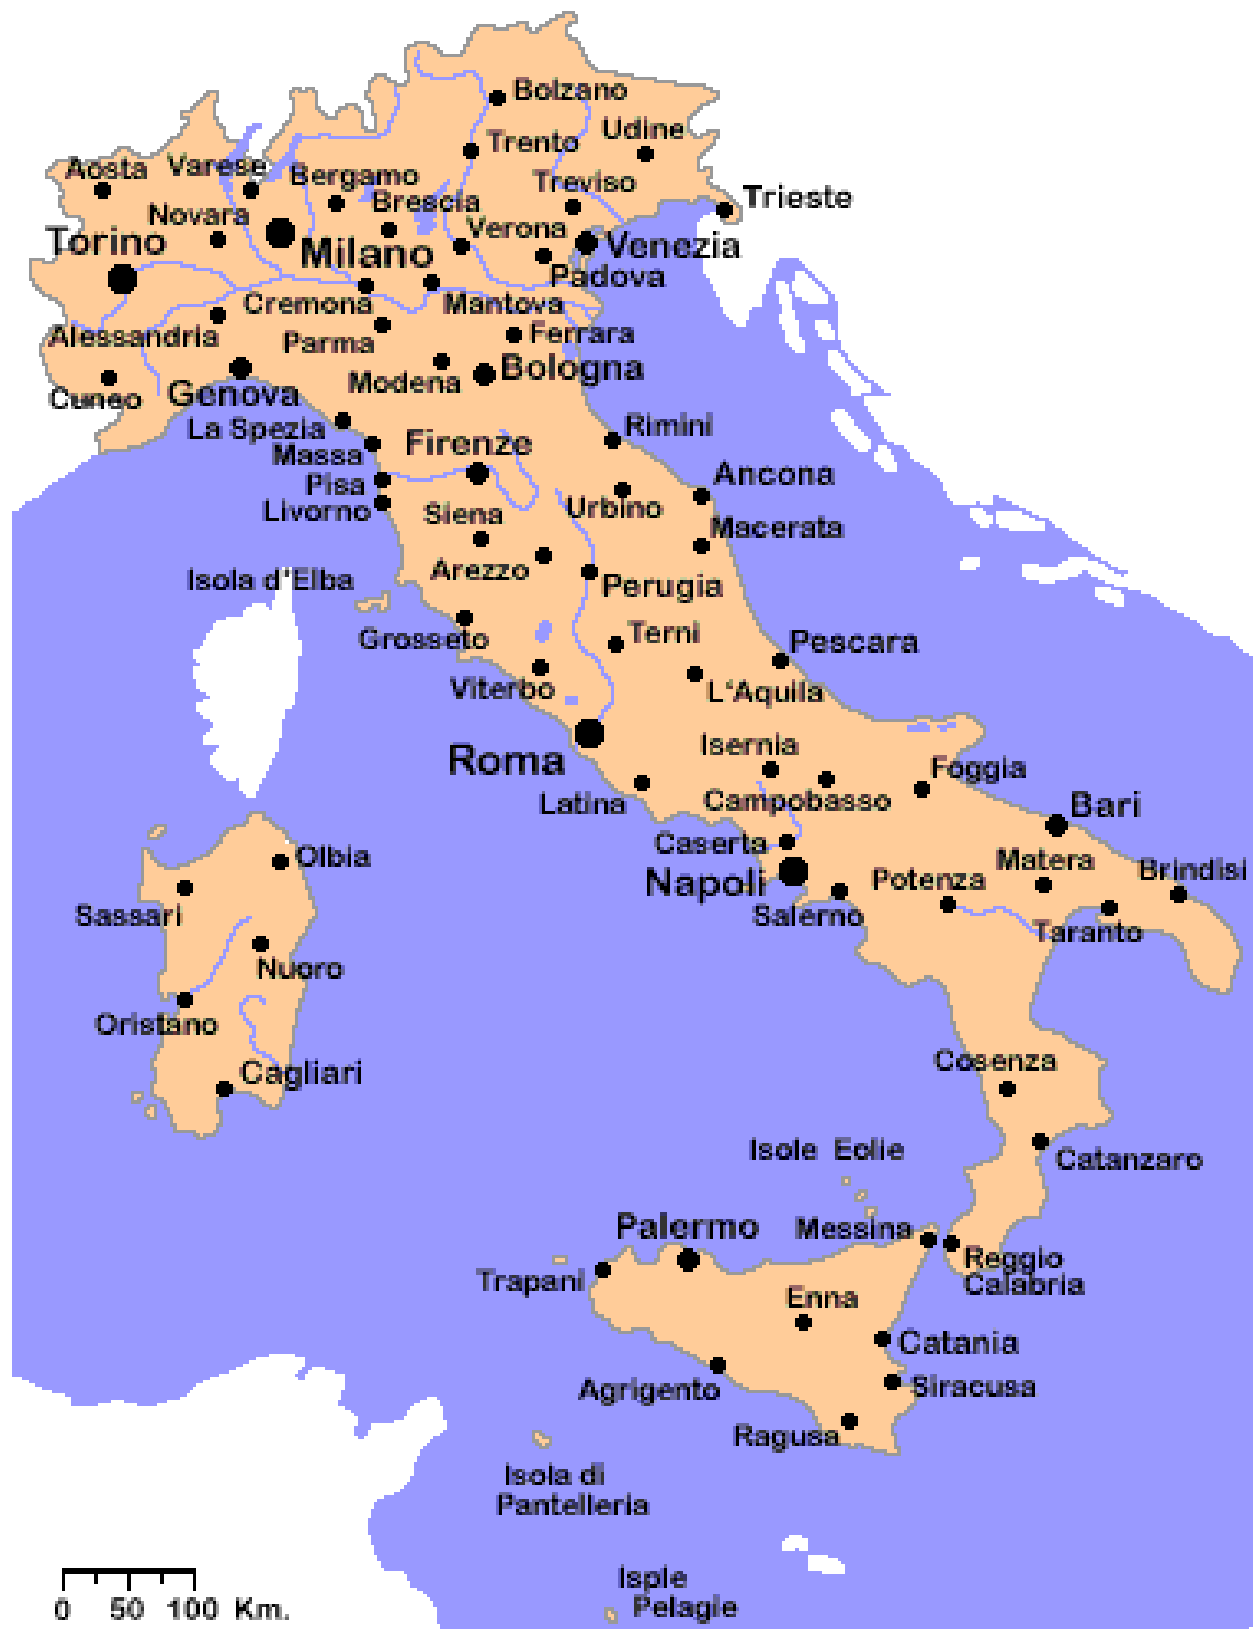 Bolzano
Udine
Trento
Aosta
Varese
Bergamo
Treviso
Trieste
Novara
Brescia
Verona
Torino
Milano
Venezia
Padova
Cremona
Mantova
Alessandria
Parma
Ferrara
Bologna
Modena
Cuneo
Genova
La Spezia
Rimini
Firenze
Massa
Pisa
Ancona
Livorno
Siena
Urbino
Macerata
Arezzo
Isola d'Elba
Perugia
Grosseto
Terni
Pescara
Viterbo
L'Aquila
Isernia
Roma
Foggia
Latina
Campobasso
Bari
Caserta
Olbia
Matera
Brindisi
Napoli
Potenza
Sassari
Salerno
Taranto
Nuoro
Oristano
Cosenza
Cagliari
Isole Eolie
Catanzaro
Palermo
Messina
Reggio
Calabria
Trapani
Enna
Catania
Agrigento
Siracusa
Ragusa
Isola di
Pantelleria
Isple
Pelagie
0 50 100 Km.